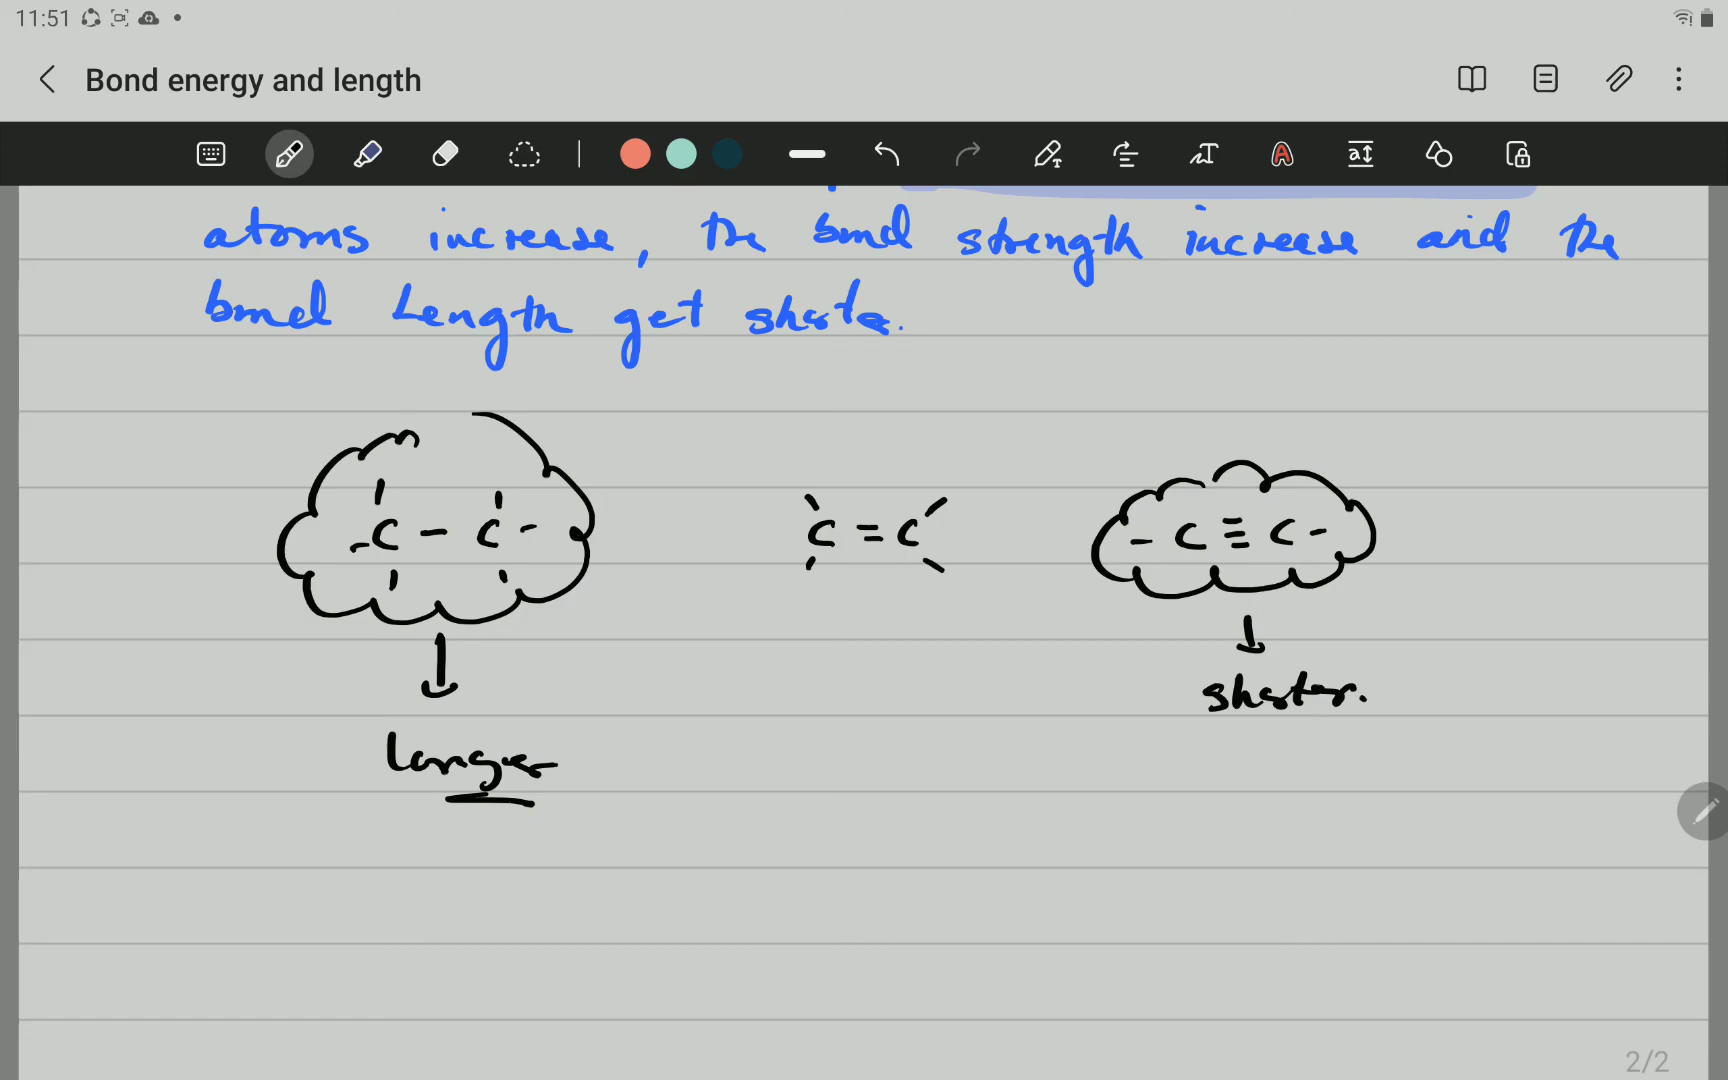 11:51
Bond energy and length
atoms increase, the bond strength increase and the
bond Length get shorter.
- C - C -
C = C
- C ≡ C -
shorter.
Longer
2/2